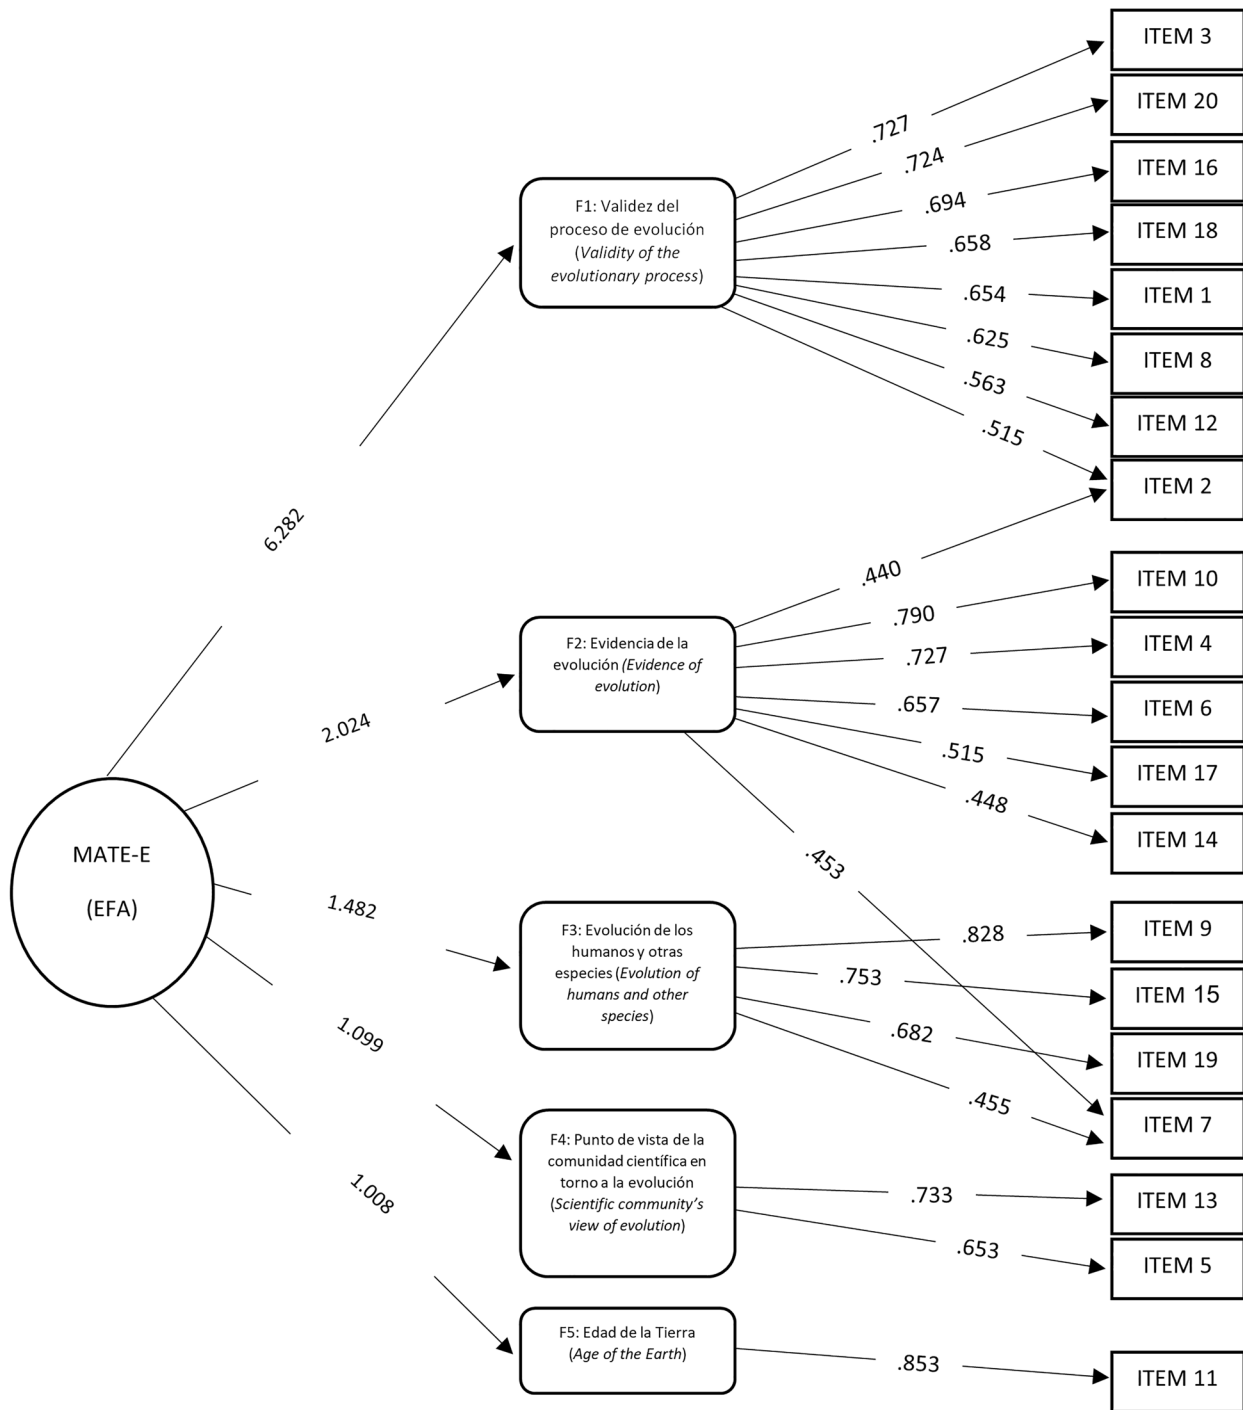 ITEM 3
.727
ITEM 20
.724
ITEM 16
.694
ITEM 18
.658
ITEM 1
.654
ITEM 8
.625
ITEM 12
.563
ITEM 2
.515
F1: Validez del
proceso de evolución
(Validity of the
evolutionary process)
6.282
.440
ITEM 10
.790
ITEM 4
.727
ITEM 6
.657
ITEM 17
.515
ITEM 14
.448
F2: Evidencia de la
evolución (Evidence of
evolution)
2.024
.453
MATE-E
(EFA)
1.482
F3: Evolución de los
humanos y otras
especies (Evolution of
humans and other
species)
.828
ITEM 9
.753
ITEM 15
.682
ITEM 19
.455
ITEM 7
1.099
F4: Punto de vista de la
comunidad científica en
torno a la evolución
(Scientific community's
view of evolution)
.733
ITEM 13
.653
ITEM 5
1.008
F5: Edad de la Tierra
(Age of the Earth)
.853
ITEM 11